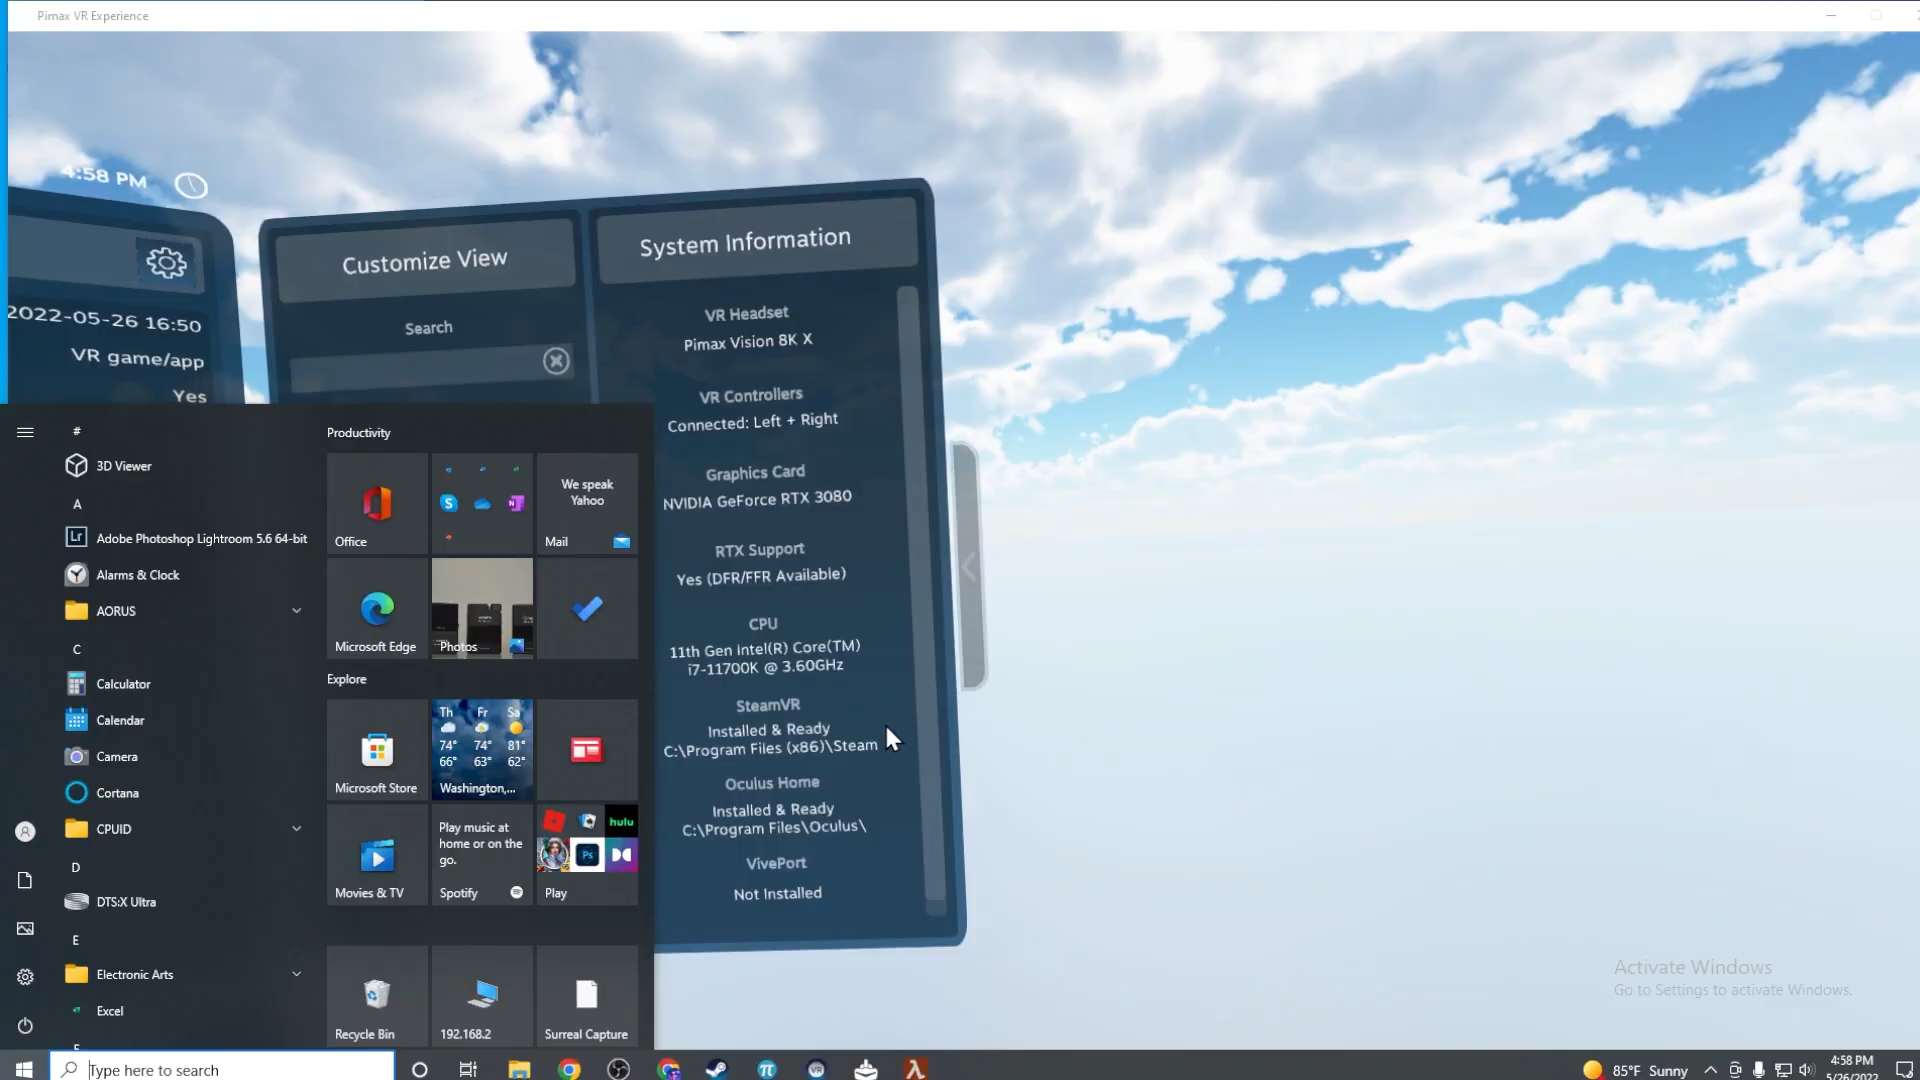 Pimax VR Experience
4:58 PM
2022-05-26 16:50
VR game/app
Yes
Customize View
Search
System Information
VR Headset
Pimax Vision 8K X
VR Controllers
Connected: Left + Right
Graphics Card
NVIDIA GeForce RTX 3080
RTX Support
Yes (DFR/FFR Available)
CPU
11th Gen Intel(R) Core(TM)
i7-11700K @ 3.60GHz
SteamVR
Installed & Ready
C:\Program Files (x86)\Steam
Oculus Home
Installed & Ready
C:\Program Files\Oculus\
VivePort
Not Installed
#
3D Viewer
A
Lr
Adobe Photoshop Lightroom 5.6 64-bit
Alarms & Clock
AORUS
C
Calculator
Calendar
Camera
Cortana
CPUID
D
DTS:X Ultra
E
Electronic Arts
Excel
Productivity
Office
We speak
Yahoo
Mail
Microsoft Edge
Photos
Explore
Microsoft Store
Th Fr Sa
74° 74° 81°
66° 63° 62°
Washington,...
Movies & TV
Play music at
home or on the
go.
Spotify
hulu
Ps
Play
Recycle Bin
192.168.2
Surreal Capture
Activate Windows
Go to Settings to activate Windows.
Type here to search
VR
85°F Sunny
4:58 PM
5/26/2022